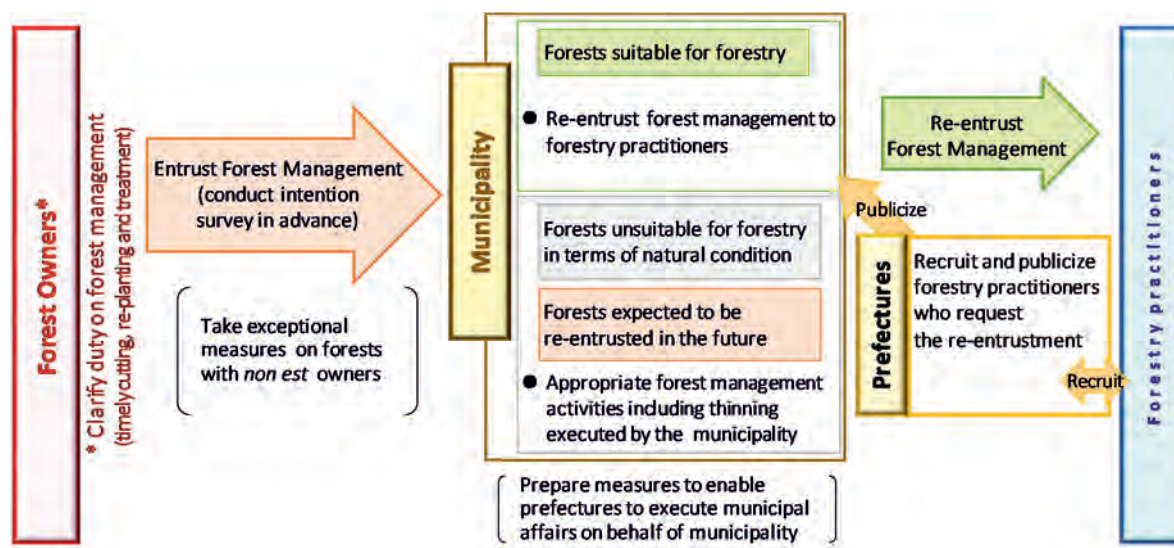 Forest Owners*
* Clarify duty on forest management
(timely cutting, re-planting and treatment)
Entrust Forest Management
(conduct intention
survey in advance)
Take exceptional
measures on forests
with non est owners
Municipality
Forests suitable for forestry
● Re-entrust forest management to
forestry practitioners
Forests unsuitable for forestry
in terms of natural condition
Forests expected to be
re-entrusted in the future
● Appropriate forest management
activities including thinning
executed by the municipality
Prepare measures to enable
prefectures to execute municipal
affairs on behalf of municipality
Re-entrust
Forest Management
Publicize
Prefectures
Recruit and publicize
forestry practitioners
who request
the re-entrustment
Recruit
Forestry practitioners